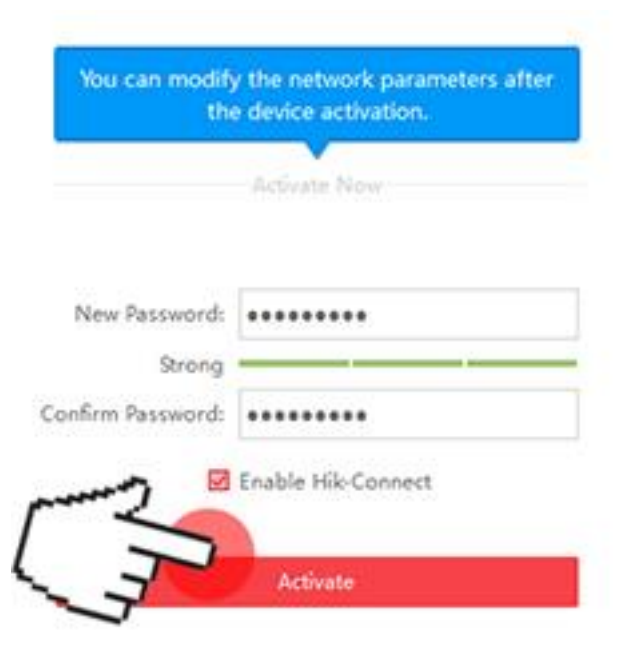 You can modify the network parameters after
the device activation.
Activate Now
New Password: •••••••••
Strong
Confirm Password: •••••••••
Enable Hik-Connect
Activate